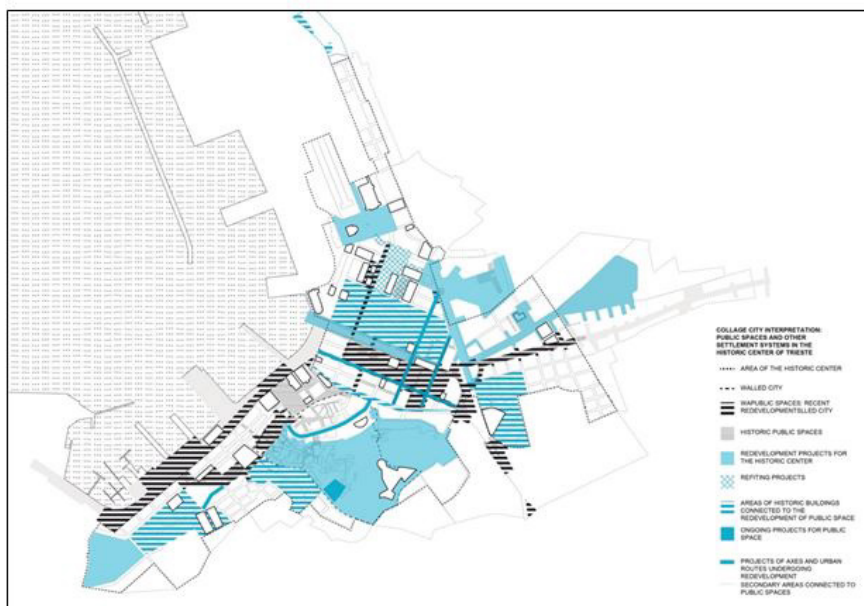 COLLAGE CITY INTERPRETATION:
PUBLIC SPACES AND OTHER
SETTLEMENT SYSTEMS IN THE
HISTORIC CENTER OF TRIESTE
AREA OF THE HISTORIC CENTER
WALLED CITY
WAPUBLIC SPACES: RECENT
REDEVELOPMENTSLLED CITY
HISTORIC PUBLIC SPACES
REDEVELOPMENT PROJECTS FOR
THE HISTORIC CENTER
REFITING PROJECTS
AREAS OF HISTORIC BUILDINGS
CONNECTED TO THE
REDEVELOPMENT OF PUBLIC SPACE
ONGOING PROJECTS FOR PUBLIC
SPACE
PROJECTS OF AXES AND URBAN
ROUTES UNDERGOING
REDEVELOPMENT
SECONDARY AREAS CONNECTED TO
PUBLIC SPACES